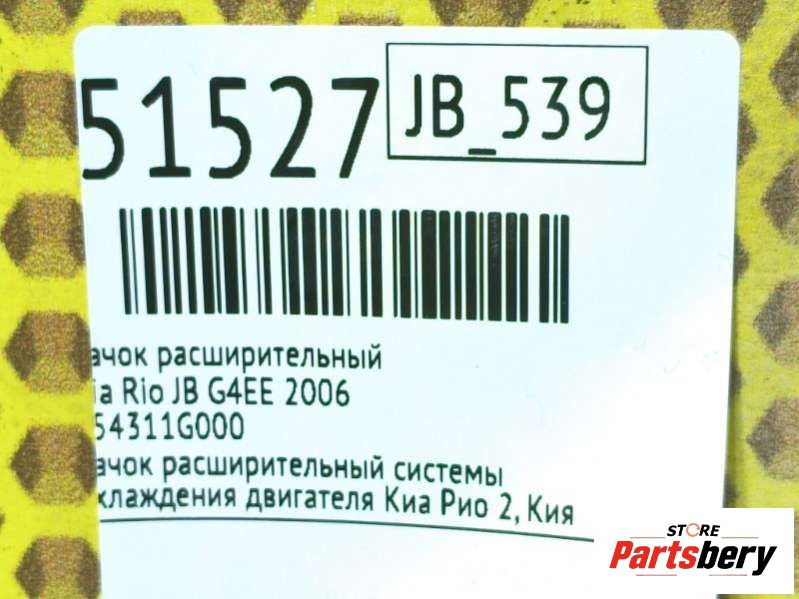 51527 JB_539
ачок расширительный
ia Rio JB G4EE 2006
54311G000
ачок расширительный системы
хлаждения двигателя Киа Рио 2, Кия
STORE
Partsbery